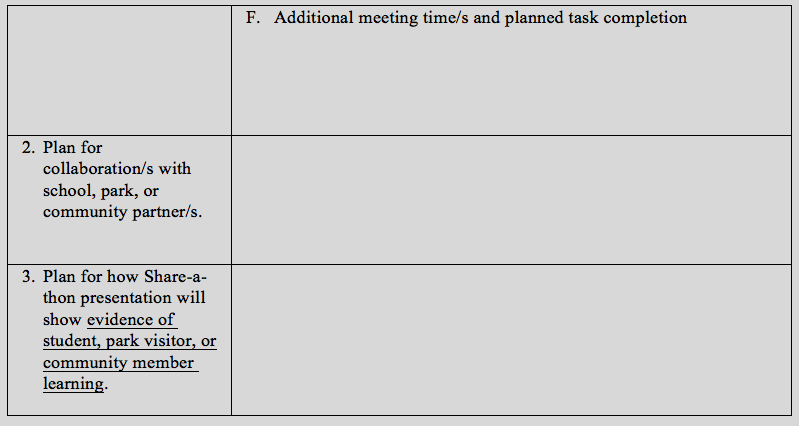 F. Additional meeting time/s and planned task completion
2. Plan for
collaboration/s with
school, park, or
community partner/s.
3. Plan for how Share-a-
thon presentation will
show evidence of
student, park visitor, or
community member
learning.